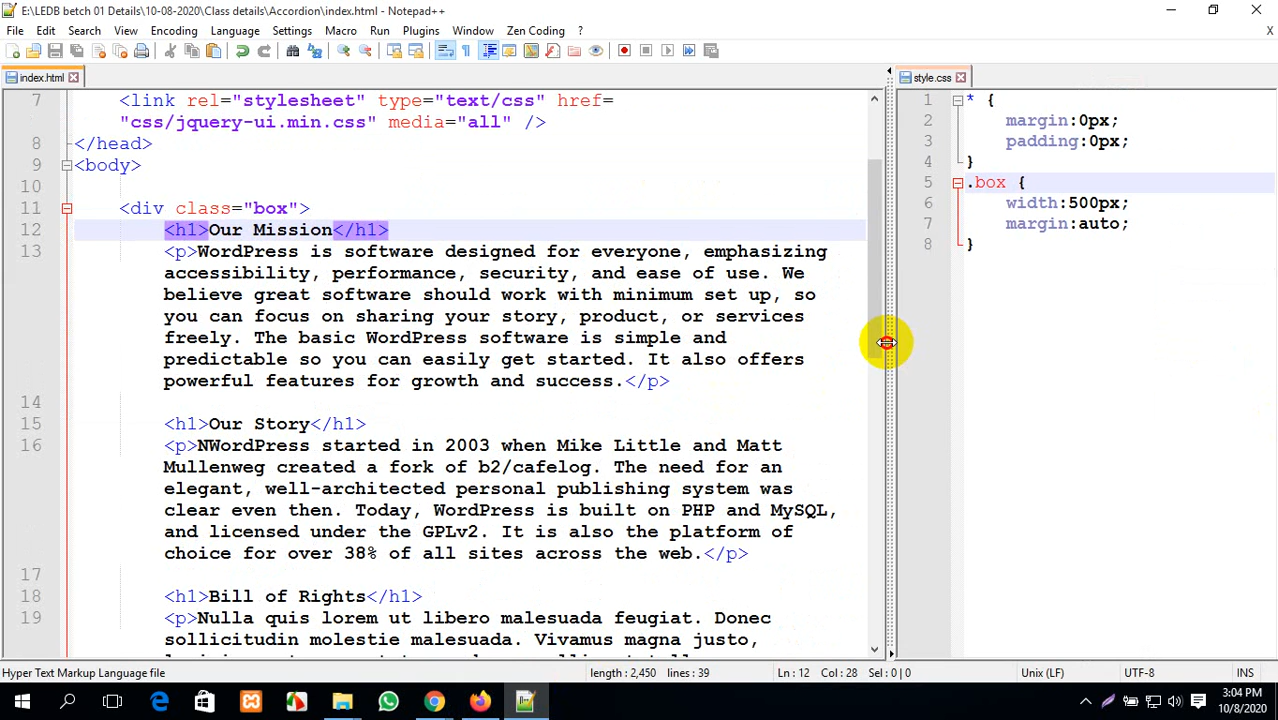 E:\LEDB betch 01 Details\10-08-2020\Class details\Accordion\index.html - Notepad++
File Edit Search View Encoding Language Settings Macro Run Plugins Window Zen Coding ? X
index.html
style.css
7 <link rel="stylesheet" type="text/css" href=
"css/jquery-ui.min.css" media="all" />
8 </head>
9 <body>
10
11 <div class="box">
12 <h1>Our Mission</h1>
13 <p>WordPress is software designed for everyone, emphasizing
accessibility, performance, security, and ease of use. We
believe great software should work with minimum set up, so
you can focus on sharing your story, product, or services
freely. The basic WordPress software is simple and
predictable so you can easily get started. It also offers
powerful features for growth and success.</p>
14
15 <h1>Our Story</h1>
16 <p>NWordPress started in 2003 when Mike Little and Matt
Mullenweg created a fork of b2/cafelog. The need for an
elegant, well-architected personal publishing system was
clear even then. Today, WordPress is built on PHP and MySQL,
and licensed under the GPLv2. It is also the platform of
choice for over 38% of all sites across the web.</p>
17
18 <h1>Bill of Rights</h1>
19 <p>Nulla quis lorem ut libero malesuada feugiat. Donec
sollicitudin molestie malesuada. Vivamus magna justo,
1 * {
2 margin:0px;
3 padding:0px;
4 }
5 .box {
6 width:500px;
7 margin:auto;
8 }
Hyper Text Markup Language file length : 2,450 lines : 39 Ln : 12 Col : 28 Sel : 0 | 0 Unix (LF) UTF-8 INS
3:04 PM
10/8/2020